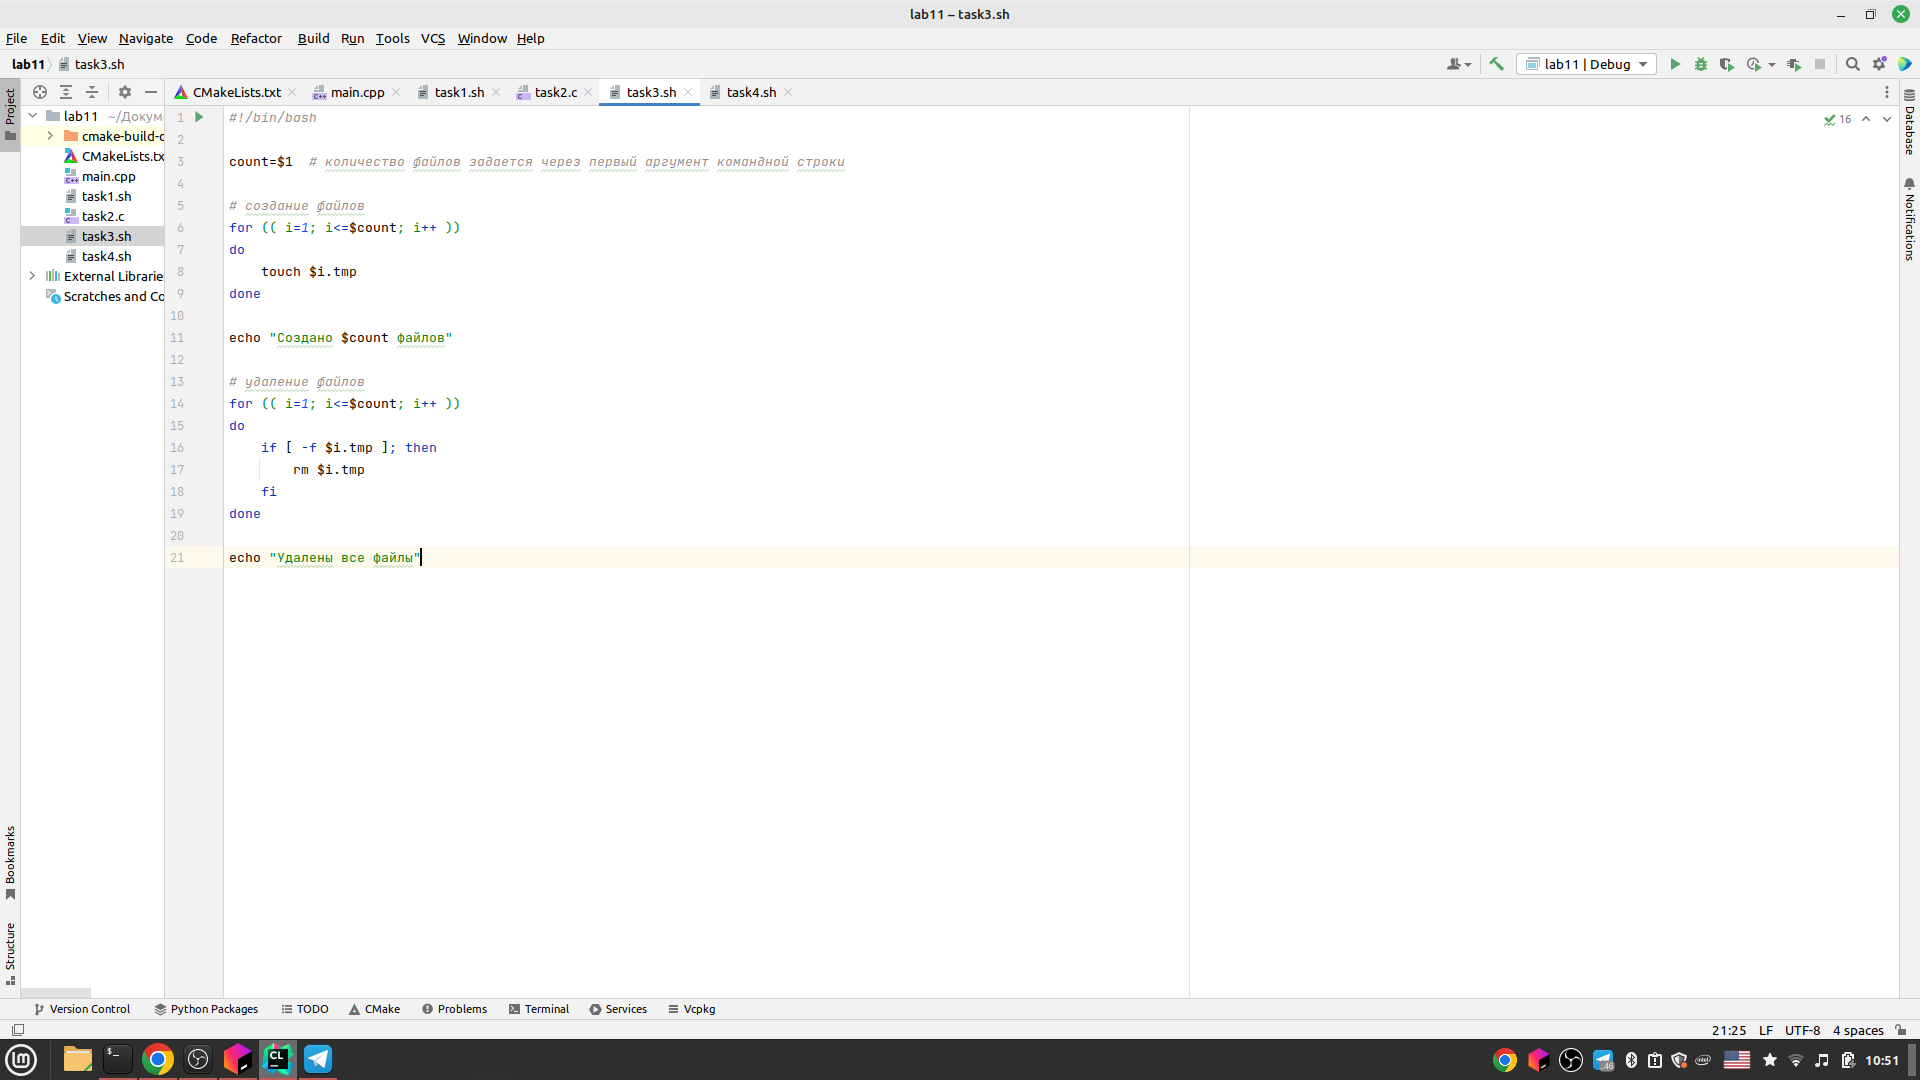 lab11 – task3.sh
File Edit View Navigate Code Refactor Build Run Tools VCS Window Help
lab11 task3.sh
lab11 | Debug
CMakeLists.txt main.cpp task1.sh task2.c task3.sh task4.sh
Project
lab11 ~/Докум
cmake-build-d
CMakeLists.tx
main.cpp
task1.sh
task2.c
task3.sh
task4.sh
External Librarie
Scratches and Co
Bookmarks
Structure
16
1 #!/bin/bash
2
3 count=$1 # количество файлов задается через первый аргумент командной строки
4
5 # создание файлов
6 for (( i=1; i<=$count; i++ ))
7 do
8 touch $i.tmp
9 done
10
11 echo "Создано $count файлов"
12
13 # удаление файлов
14 for (( i=1; i<=$count; i++ ))
15 do
16 if [ -f $i.tmp ]; then
17 rm $i.tmp
18 fi
19 done
20
21 echo "Удалены все файлы"
Database
Notifications
Version Control Python Packages TODO CMake Problems Terminal Services Vcpkg
21:25 LF UTF-8 4 spaces
lm $_ CL 46 intel 10:51